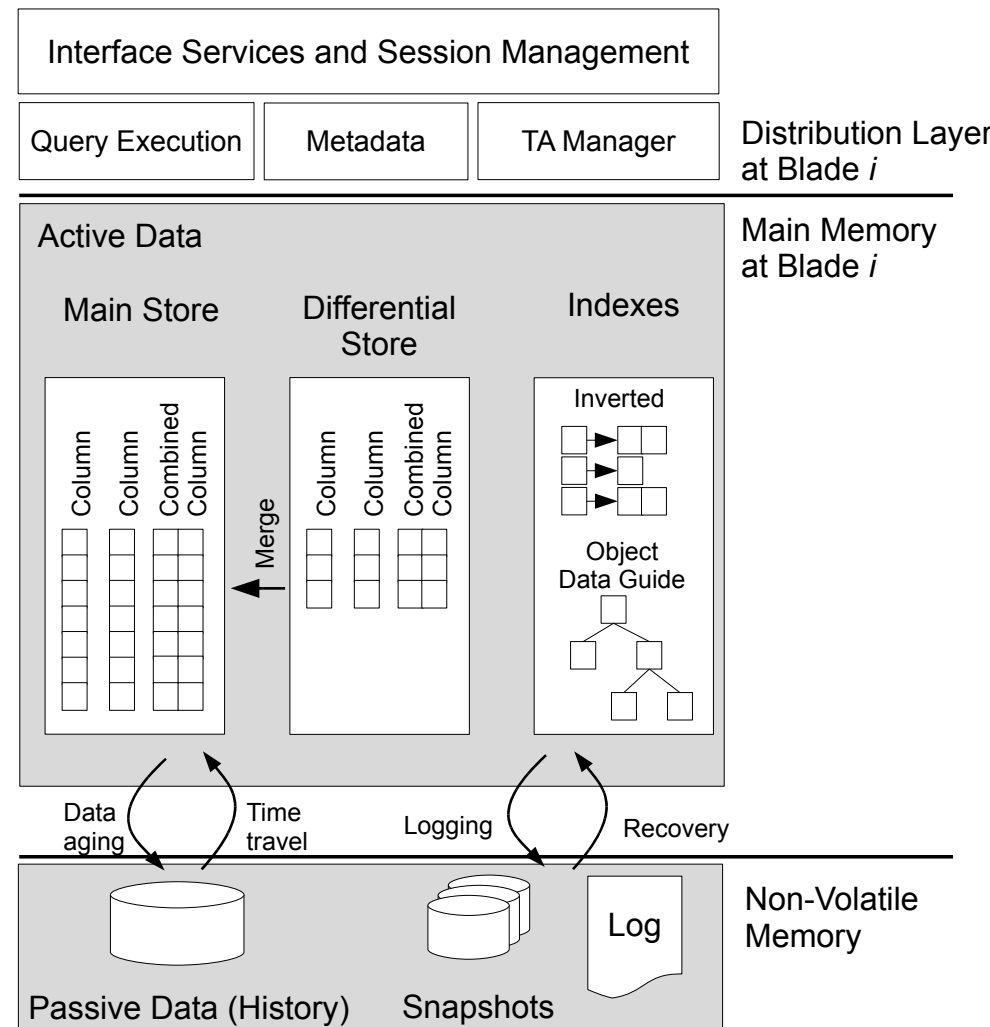 Interface Services and Session Management
Query Execution
Metadata
TA Manager
Distribution Layer
at Blade i
Main Memory
at Blade i
Active Data
Main Store
Differential
Store
Indexes
Column
Column
Combined
Column
Merge
Column
Column
Combined
Column
Inverted
Object
Data Guide
Data
aging
Time
travel
Logging
Recovery
Non-Volatile
Memory
Log
Passive Data (History)
Snapshots